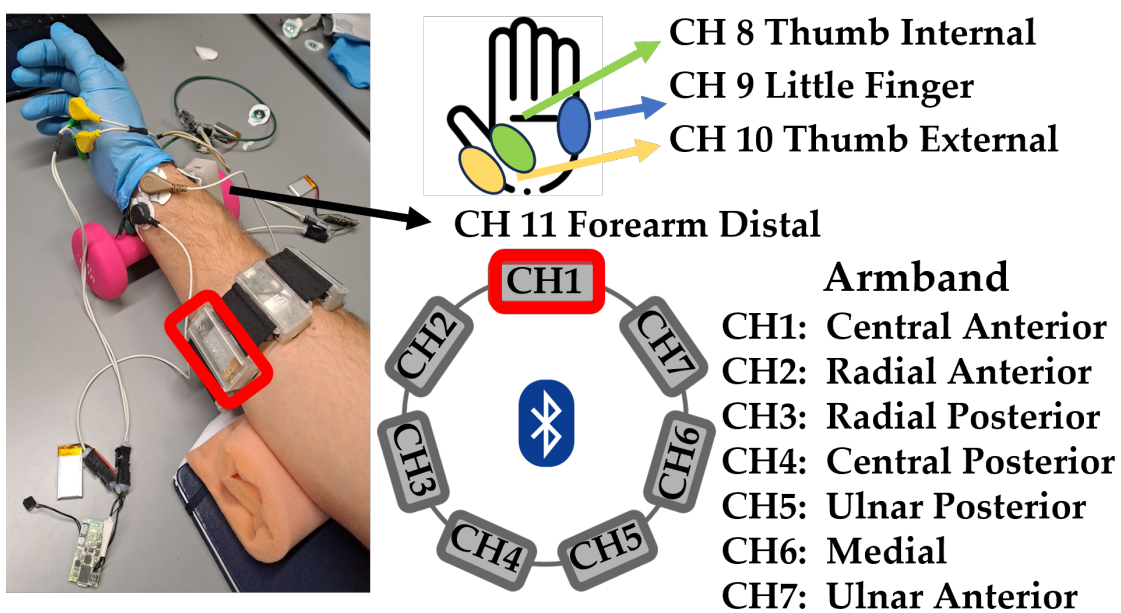 CH 8 Thumb Internal
CH 9 Little Finger
CH 10 Thumb External
CH 11 Forearm Distal
CH1
CH2
CH7
CH3
CH6
CH4
CH5
Armband
CH1: Central Anterior
CH2: Radial Anterior
CH3: Radial Posterior
CH4: Central Posterior
CH5: Ulnar Posterior
CH6: Medial
CH7: Ulnar Anterior